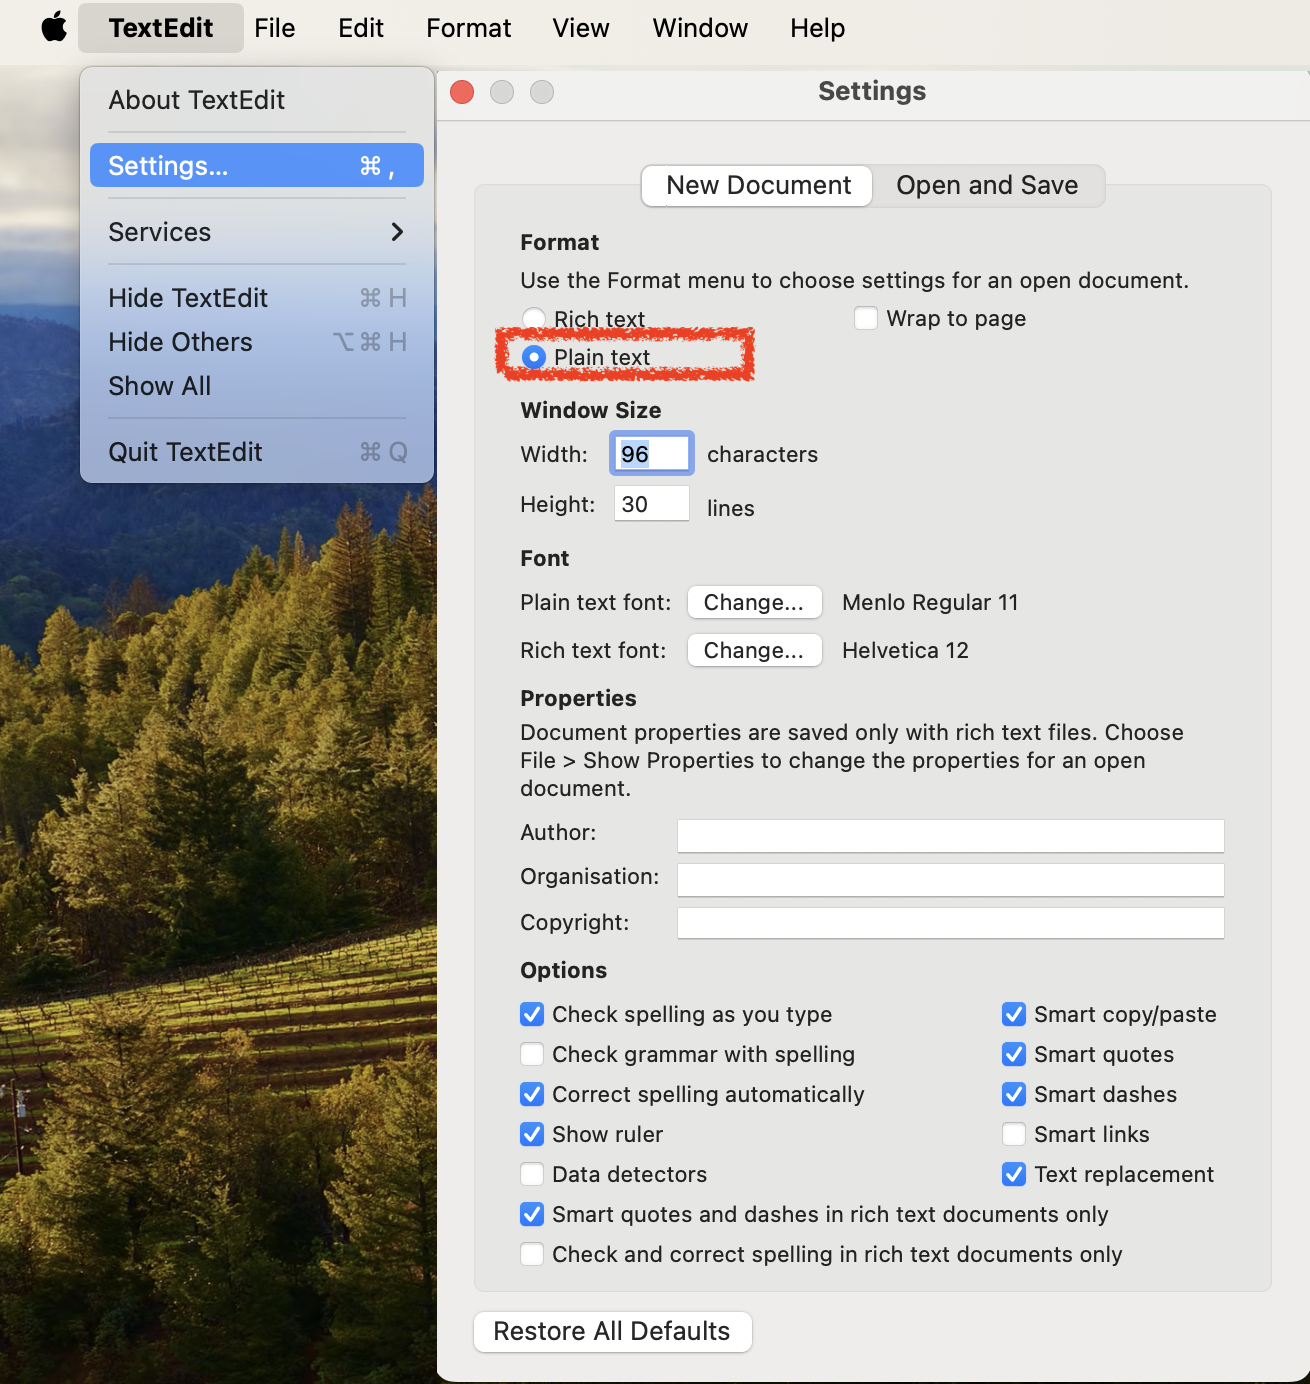 TextEdit File Edit Format View Window Help
About TextEdit
Settings... ⌘ ,
Services
Hide TextEdit ⌘ H
Hide Others ⌥ ⌘ H
Show All
Quit TextEdit ⌘ Q
Settings
New Document Open and Save
Format
Use the Format menu to choose settings for an open document.
Rich text Wrap to page
Plain text
Window Size
Width: 96 characters
Height: 30 lines
Font
Plain text font: Change... Menlo Regular 11
Rich text font: Change... Helvetica 12
Properties
Document properties are saved only with rich text files. Choose
File > Show Properties to change the properties for an open
document.
Author:
Organisation:
Copyright:
Options
Check spelling as you type Smart copy/paste
Check grammar with spelling Smart quotes
Correct spelling automatically Smart dashes
Show ruler Smart links
Data detectors Text replacement
Smart quotes and dashes in rich text documents only
Check and correct spelling in rich text documents only
Restore All Defaults